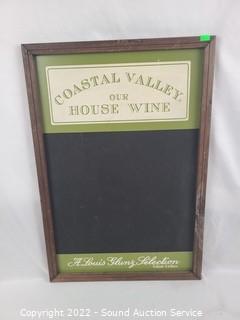 COASTAL VALLEY
OUR
HOUSE WINE
A Louis Glunz Selection
Copyright 2022 - Sound Auction Service